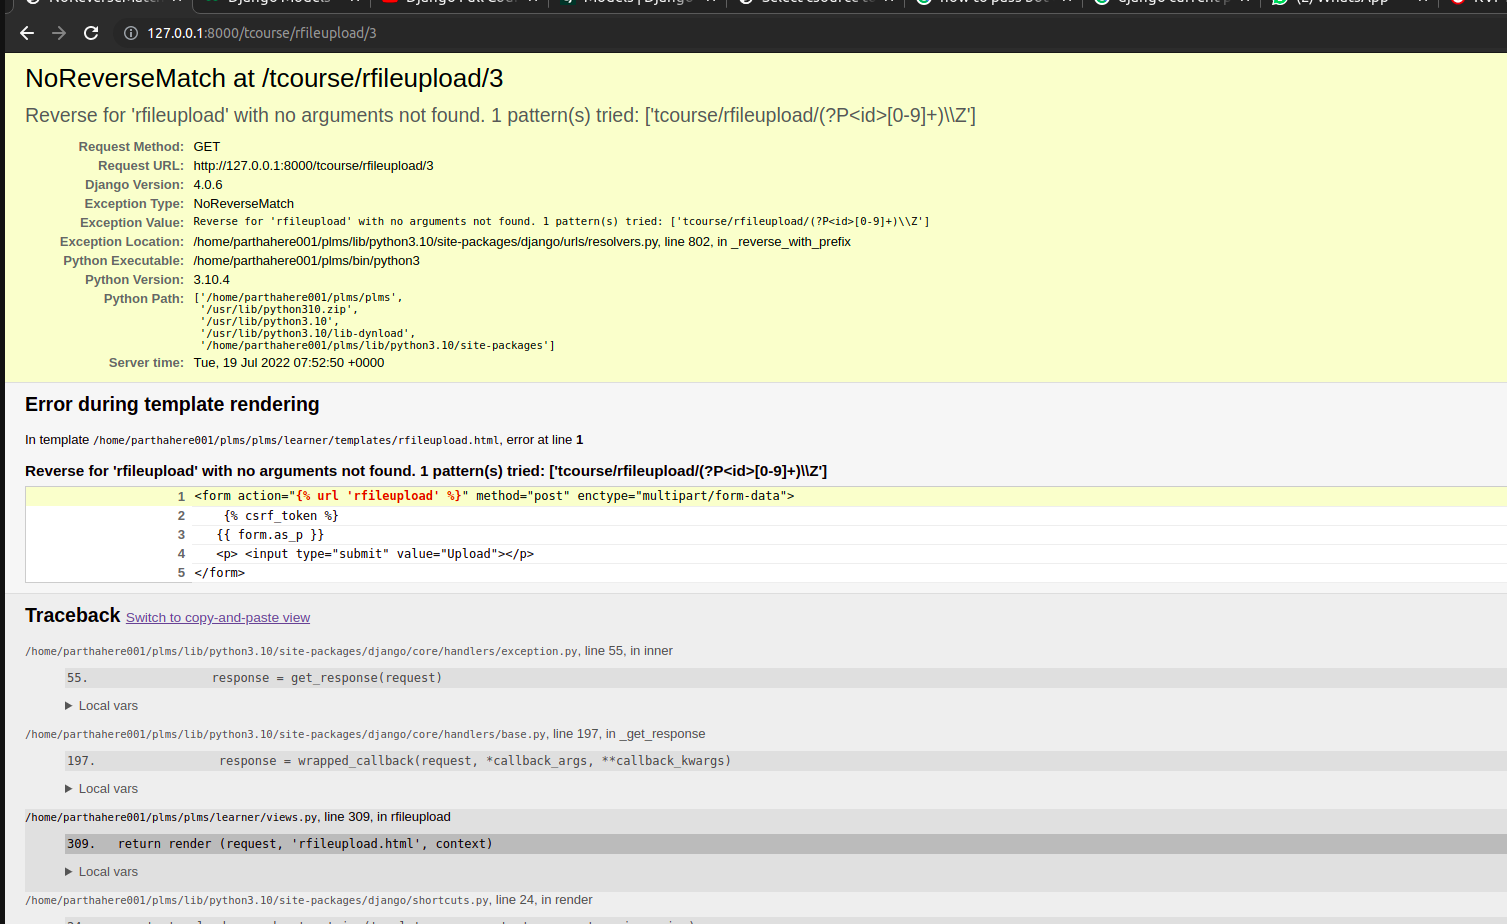 127.0.0.1:8000/tcourse/rfileupload/3
NoReverseMatch at /tcourse/rfileupload/3
Reverse for 'rfileupload' with no arguments not found. 1 pattern(s) tried: ['tcourse/rfileupload/(?P<id>[0-9]+)\\Z']
Request Method: GET
Request URL: http://127.0.0.1:8000/tcourse/rfileupload/3
Django Version: 4.0.6
Exception Type: NoReverseMatch
Exception Value: Reverse for 'rfileupload' with no arguments not found. 1 pattern(s) tried: ['tcourse/rfileupload/(?P<id>[0-9]+)\\Z']
Exception Location: /home/parthahere001/plms/lib/python3.10/site-packages/django/urls/resolvers.py, line 802, in _reverse_with_prefix
Python Executable: /home/parthahere001/plms/bin/python3
Python Version: 3.10.4
Python Path: ['/home/parthahere001/plms/plms',
'/usr/lib/python310.zip',
'/usr/lib/python3.10',
'/usr/lib/python3.10/lib-dynload',
'/home/parthahere001/plms/lib/python3.10/site-packages']
Server time: Tue, 19 Jul 2022 07:52:50 +0000
Error during template rendering
In template /home/parthahere001/plms/plms/learner/templates/rfileupload.html, error at line 1
Reverse for 'rfileupload' with no arguments not found. 1 pattern(s) tried: ['tcourse/rfileupload/(?P<id>[0-9]+)\\Z']
1 <form action="{% url 'rfileupload' %}" method="post" enctype="multipart/form-data">
2 {% csrf_token %}
3 {{ form.as_p }}
4 <p> <input type="submit" value="Upload"></p>
5 </form>
Traceback Switch to copy-and-paste view
/home/parthahere001/plms/lib/python3.10/site-packages/django/core/handlers/exception.py, line 55, in inner
55. response = get_response(request)
Local vars
/home/parthahere001/plms/lib/python3.10/site-packages/django/core/handlers/base.py, line 197, in _get_response
197. response = wrapped_callback(request, *callback_args, **callback_kwargs)
Local vars
/home/parthahere001/plms/plms/learner/views.py, line 309, in rfileupload
309. return render (request, 'rfileupload.html', context)
Local vars
/home/parthahere001/plms/lib/python3.10/site-packages/django/shortcuts.py, line 24, in render